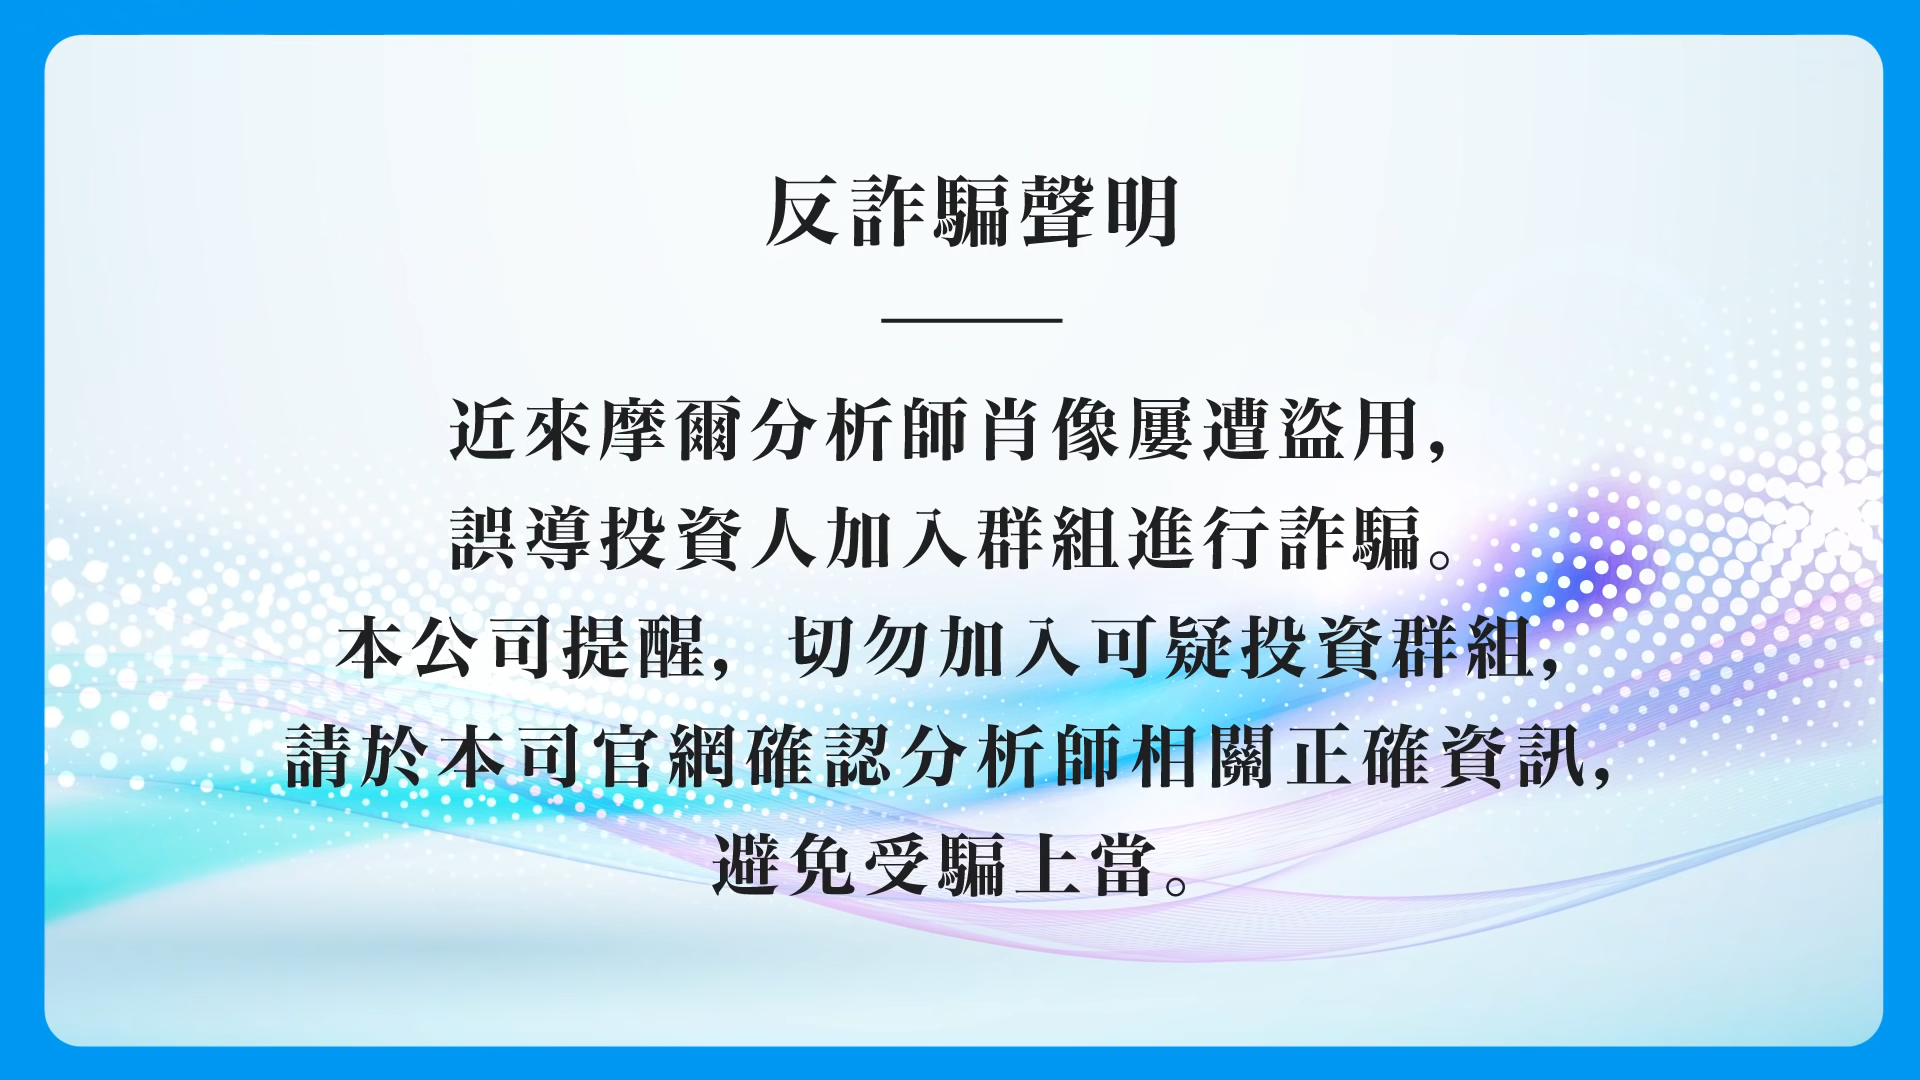 反詐騙聲明
近來摩爾分析師肖像屢遭盜用,
誤導投資人加入群組進行詐騙。
本公司提醒, 切勿加入可疑投資群組,
請於本司官網確認分析師相關正確資訊,
避免受騙上當。